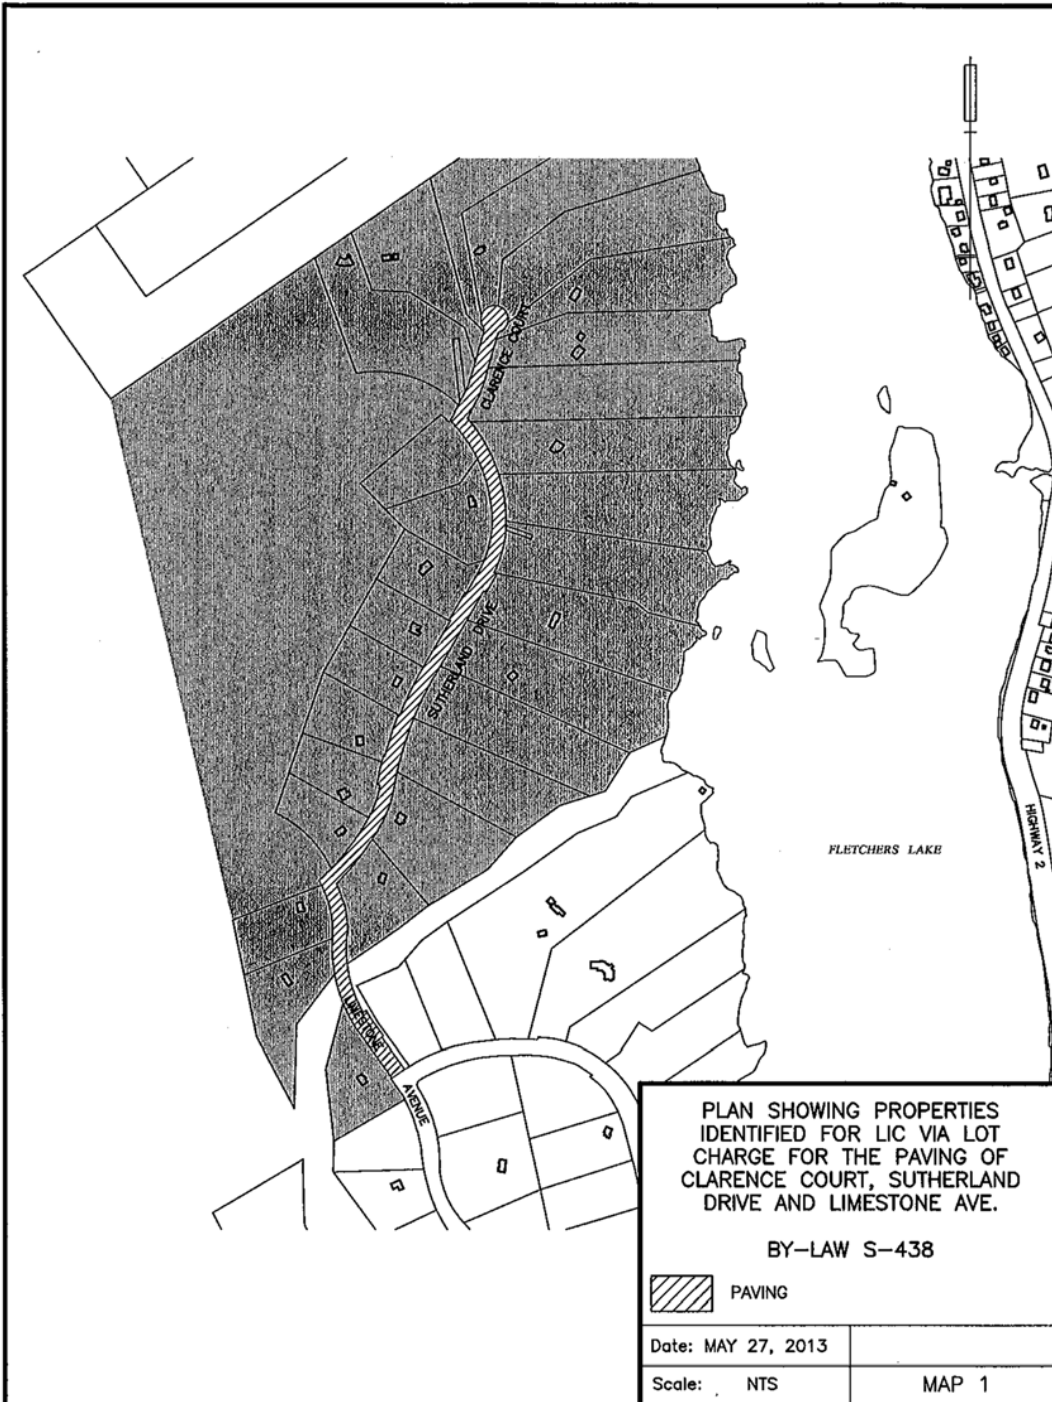 CLARENCE COURT
SUTHERLAND DRIVE
LIMESTONE
AVENUE
FLETCHERS LAKE
HIGHWAY 2
PLAN SHOWING PROPERTIES
IDENTIFIED FOR LIC VIA LOT
CHARGE FOR THE PAVING OF
CLARENCE COURT, SUTHERLAND
DRIVE AND LIMESTONE AVE.
BY-LAW S-438
PAVING
Date: MAY 27, 2013
Scale: NTS
MAP 1